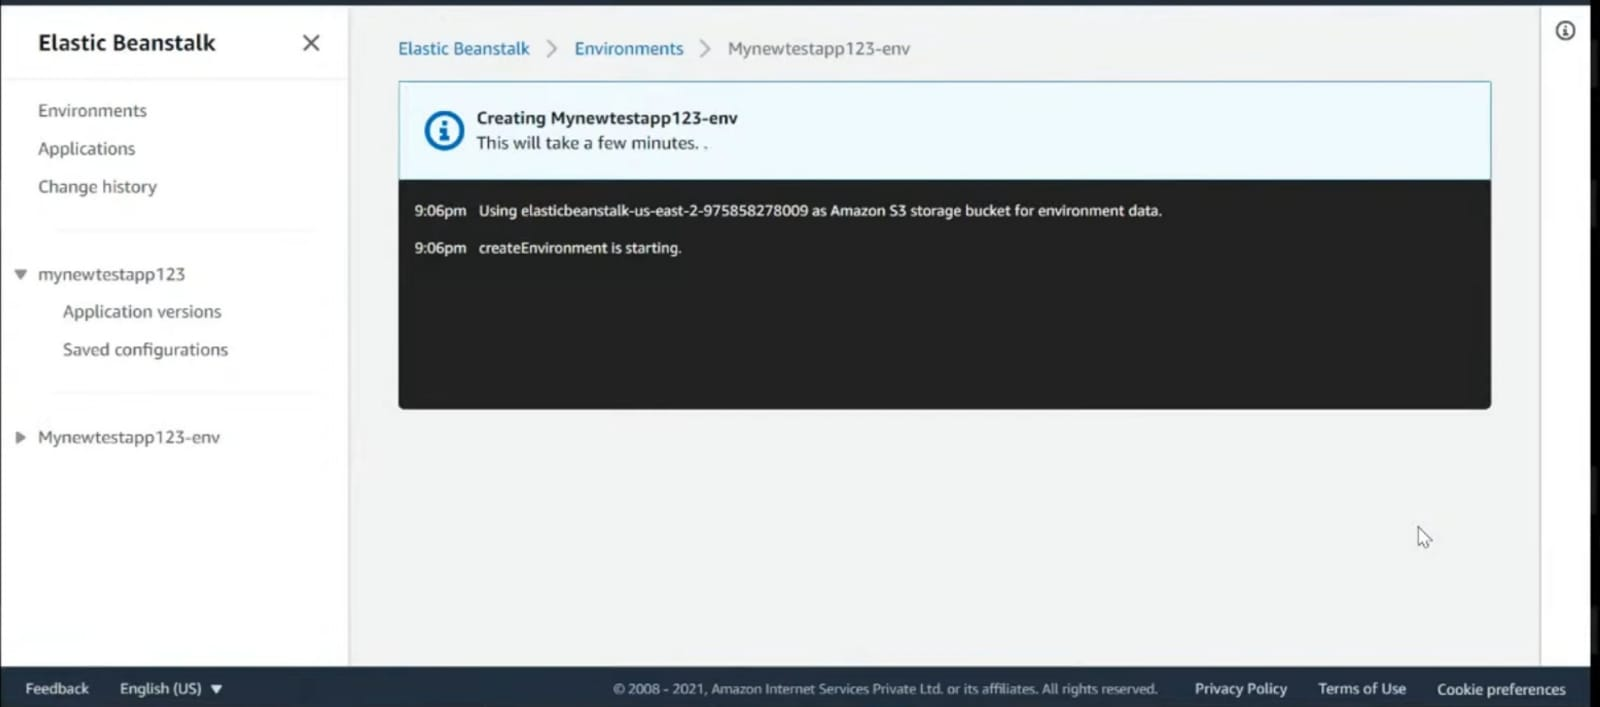 Elastic Beanstalk
Environments
Applications
Change history
mynewtestapp123
Application versions
Saved configurations
Mynewtestapp123-env
Elastic Beanstalk > Environments > Mynewtestapp123-env
Creating Mynewtestapp123-env
This will take a few minutes. .
9:06pm Using elasticbeanstalk-us-east-2-975858278009 as Amazon S3 storage bucket for environment data.
9:06pm createEnvironment is starting.
Feedback English (US) © 2008 - 2021, Amazon Internet Services Private Ltd. or its affiliates. All rights reserved. Privacy Policy Terms of Use Cookie preferences